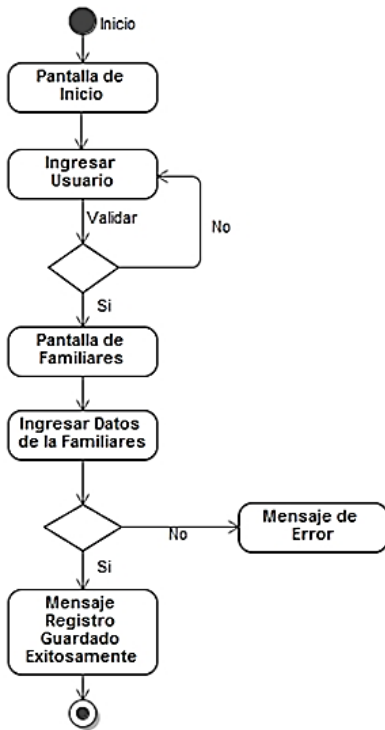 Inicio
Pantalla de
Inicio
Ingresar
Usuario
Validar
No
Si
Pantalla de
Familiares
Ingresar Datos
de la Familiares
No
Mensaje de
Error
Si
Mensaje
Registro
Guardado
Exitosamente